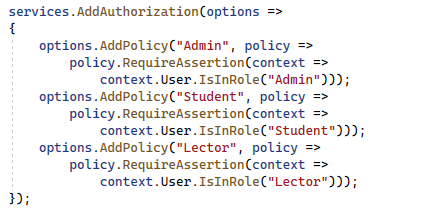 services.AddAuthorization(options =>
{
    options.AddPolicy("Admin", policy =>
        policy.RequireAssertion(context =>
            context.User.IsInRole("Admin")));
    options.AddPolicy("Student", policy =>
        policy.RequireAssertion(context =>
            context.User.IsInRole("Student")));
    options.AddPolicy("Lector", policy =>
        policy.RequireAssertion(context =>
            context.User.IsInRole("Lector")));
});